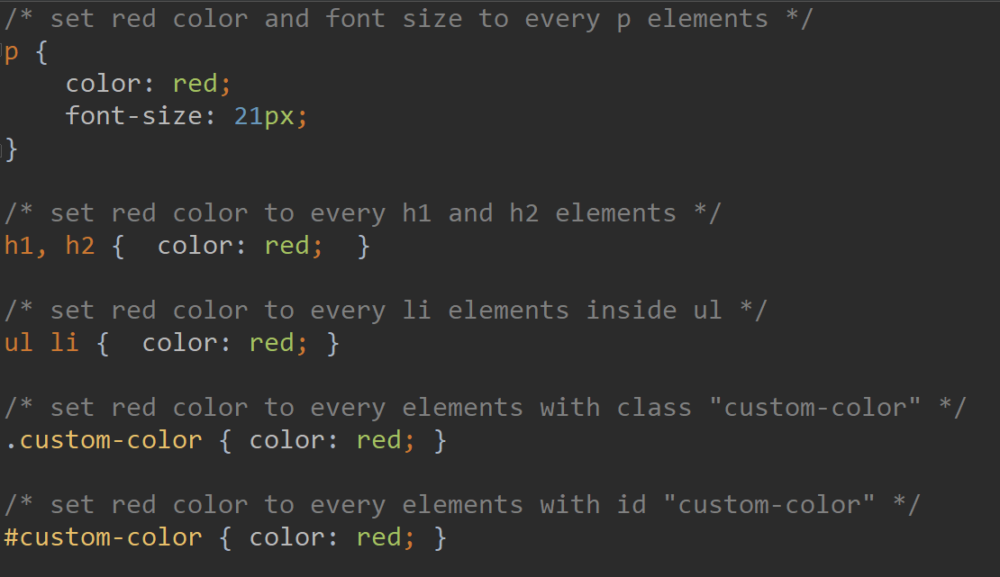 /* set red color and font size to every p elements */
p {
    color: red;
    font-size: 21px;
}
/* set red color to every h1 and h2 elements */
h1, h2 {  color: red;  }
/* set red color to every li elements inside ul */
ul li {  color: red; }
/* set red color to every elements with class "custom-color" */
.custom-color { color: red; }
/* set red color to every elements with id "custom-color" */
#custom-color { color: red; }